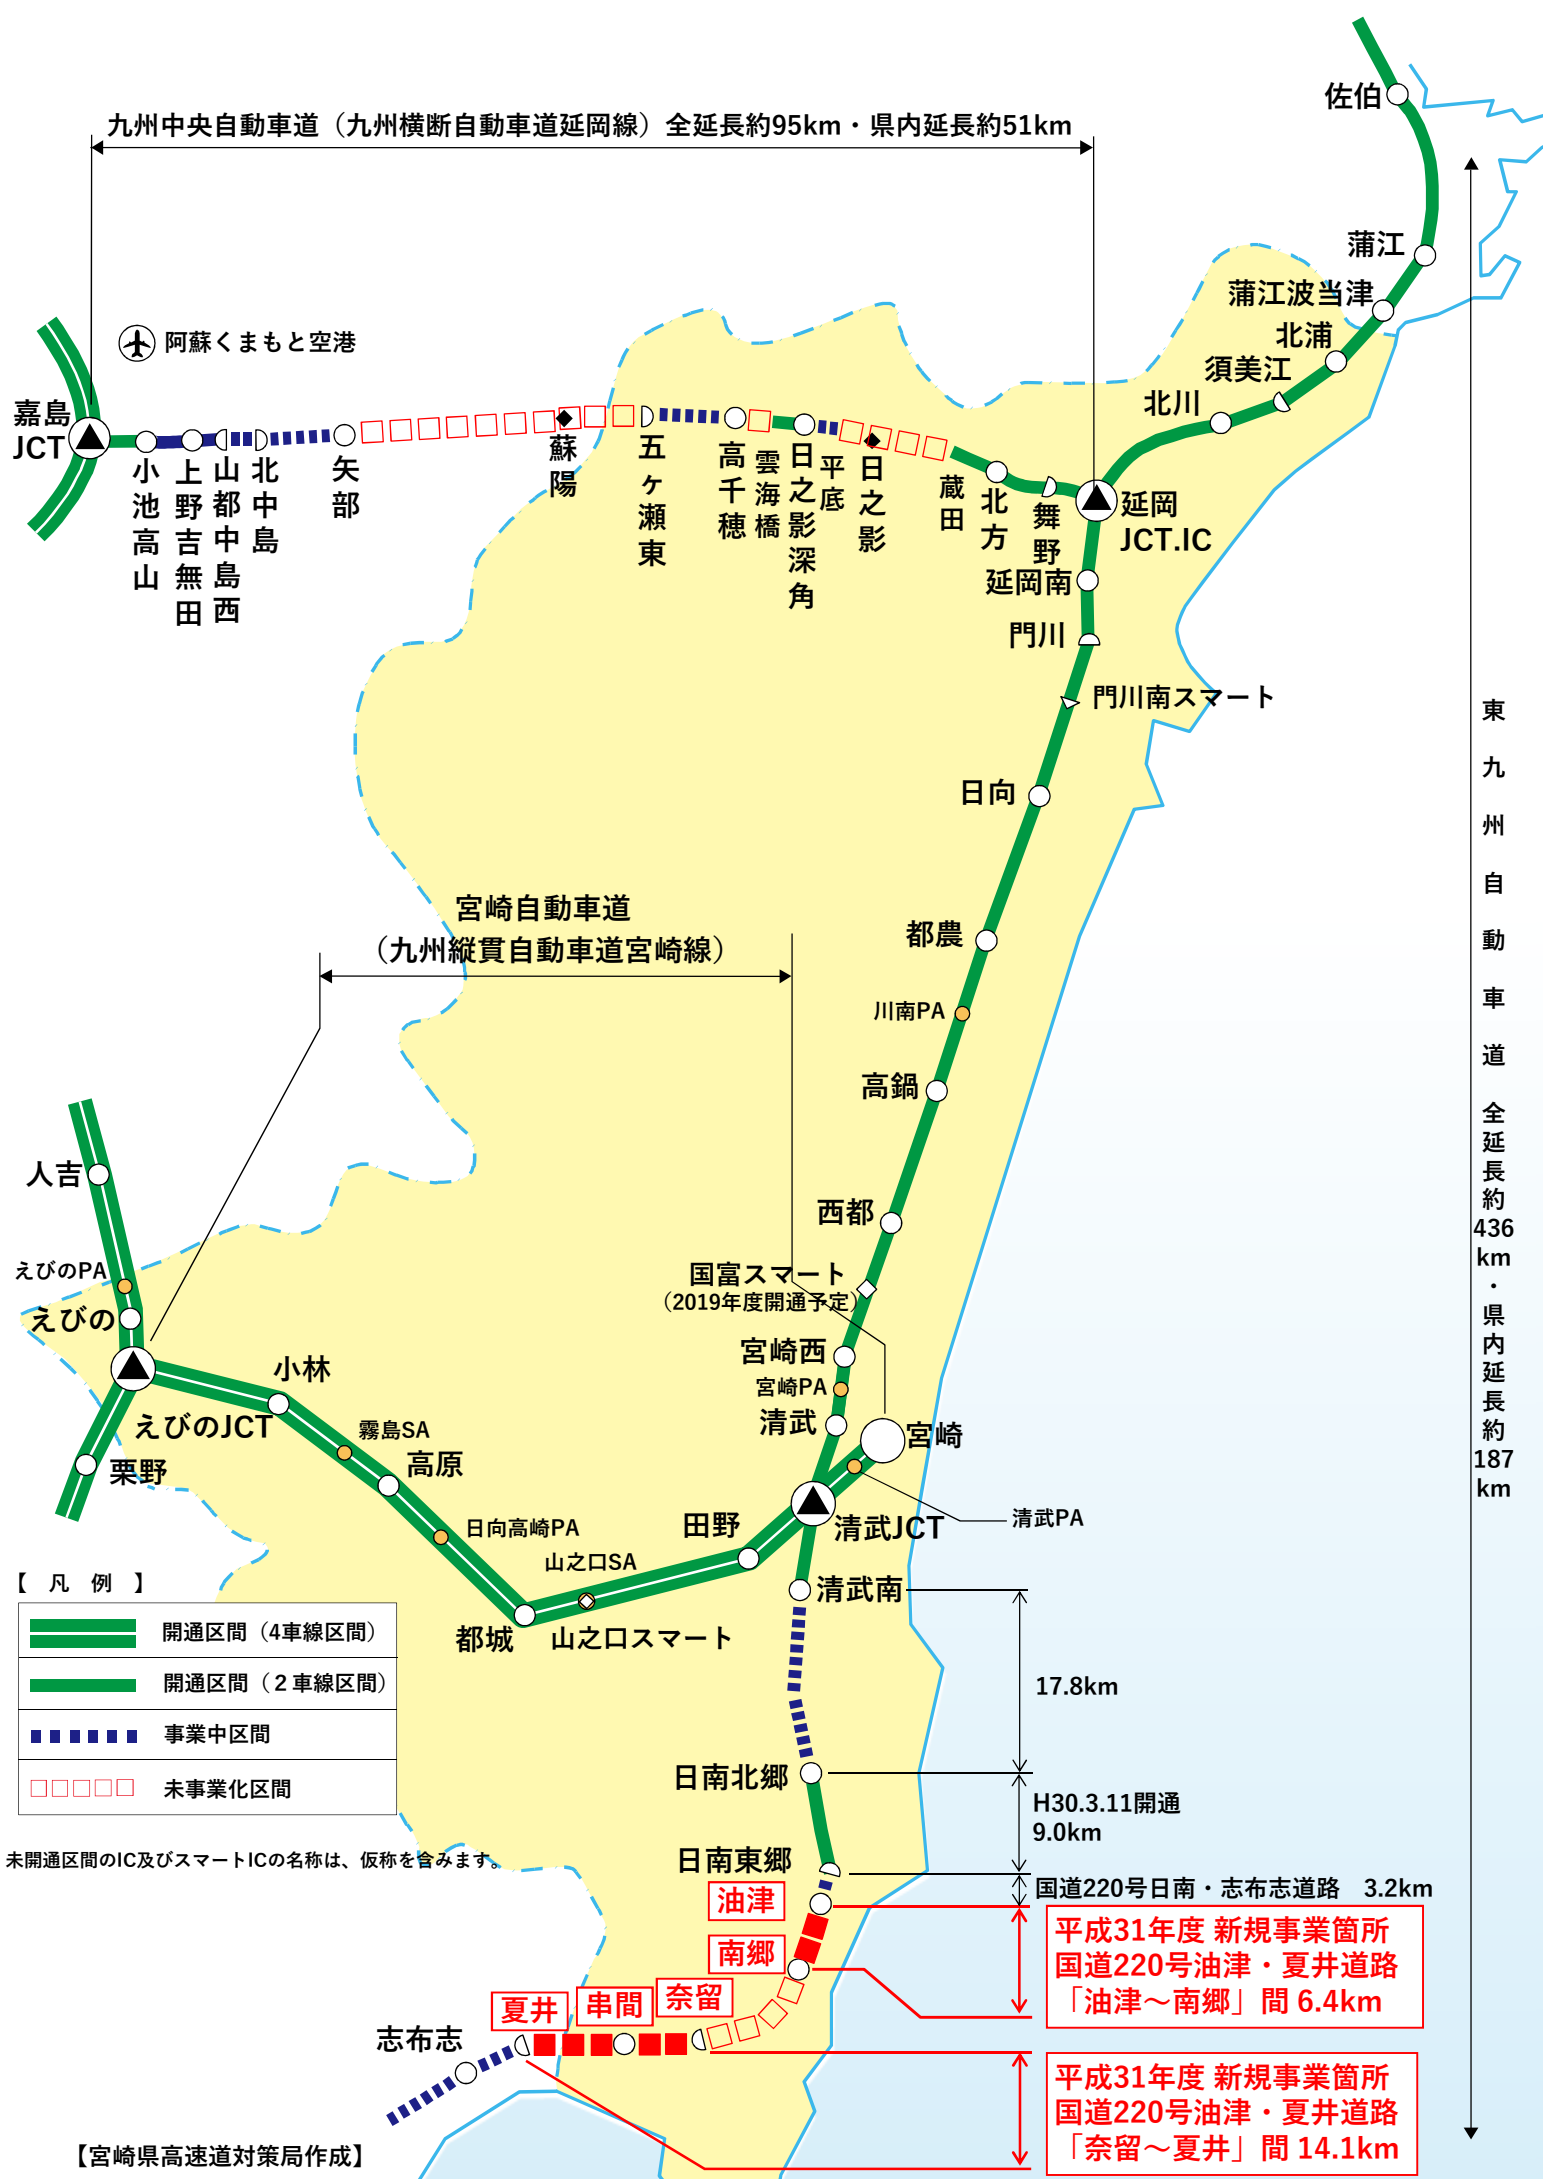 佐伯
九州中央自動車道（九州横断自動車道延岡線）全延長約95km・県内延長約51km
蒲江
蒲江波当津
北浦
須美江
北川
阿蘇くまもと空港
嘉島
JCT
小池高山
上野吉無田
山都中島西
北中島
矢部
蘇陽
五ヶ瀬東
高千穂
雲海橋
日之影深角
平底
日之影
蔵田
北方
舞野
延岡
JCT.IC
延岡南
門川
門川南スマート
日向
東九州自動車道 全延長約436km・県内延長約187km
宮崎自動車道
（九州縦貫自動車道宮崎線）
都農
川南PA
高鍋
人吉
西都
えびのPA
えびの
国富スマート
（2019年度開通予定）
宮崎西
宮崎PA
清武
宮崎
小林
えびのJCT
霧島SA
高原
栗野
日向高崎PA
田野
清武JCT
清武PA
山之口SA
都城
山之口スマート
清武南
【 凡 例 】
開通区間（4車線区間）
開通区間（２車線区間）
事業中区間
未事業化区間
17.8km
日南北郷
H30.3.11開通
9.0km
未開通区間のIC及びスマートICの名称は、仮称を含みます。
日南東郷
国道220号日南・志布志道路 3.2km
油津
南郷
平成31年度 新規事業箇所
国道220号油津・夏井道路
「油津～南郷」間 6.4km
奈留
串間
夏井
志布志
平成31年度 新規事業箇所
国道220号油津・夏井道路
「奈留～夏井」間 14.1km
【宮崎県高速道対策局作成】